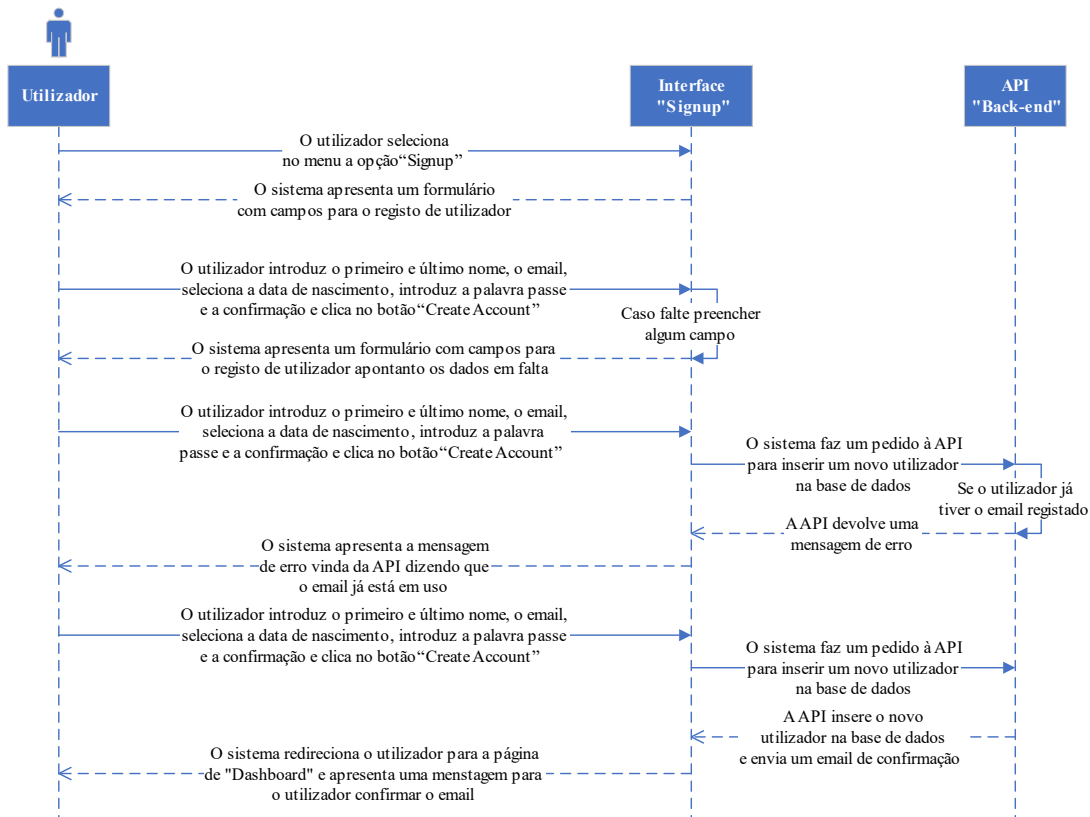 Utilizador
Interface
"Signup"
API
"Back-end"
O utilizador seleciona
no menu a opção“Signup”
O sistema apresenta um formulário
com campos para o registo de utilizador
O utilizador introduz o primeiro e último nome, o email,
seleciona a data de nascimento, introduz a palavra passe
e a confirmação e clica no botão“Create Account”
Caso falte preencher
algum campo
O sistema apresenta um formulário com campos para
o registo de utilizador apontanto os dados em falta
O utilizador introduz o primeiro e último nome, o email,
seleciona a data de nascimento, introduz a palavra
passe e a confirmação e clica no botão“Create Account”
O sistema faz um pedido à API
para inserir um novo utilizador
na base de dados
Se o utilizador já
tiver o email registado
A API devolve uma
mensagem de erro
O sistema apresenta a mensagem
de erro vinda da API dizendo que
o email já está em uso
O utilizador introduz o primeiro e último nome, o email,
seleciona a data de nascimento, introduz a palavra passe
e a confirmação e clica no botão“Create Account”
O sistema faz um pedido à API
para inserir um novo utilizador
na base de dados
A API insere o novo
utilizador na base de dados
e envia um email de confirmação
O sistema redireciona o utilizador para a página
de "Dashboard" e apresenta uma menstagem para
o utilizador confirmar o email